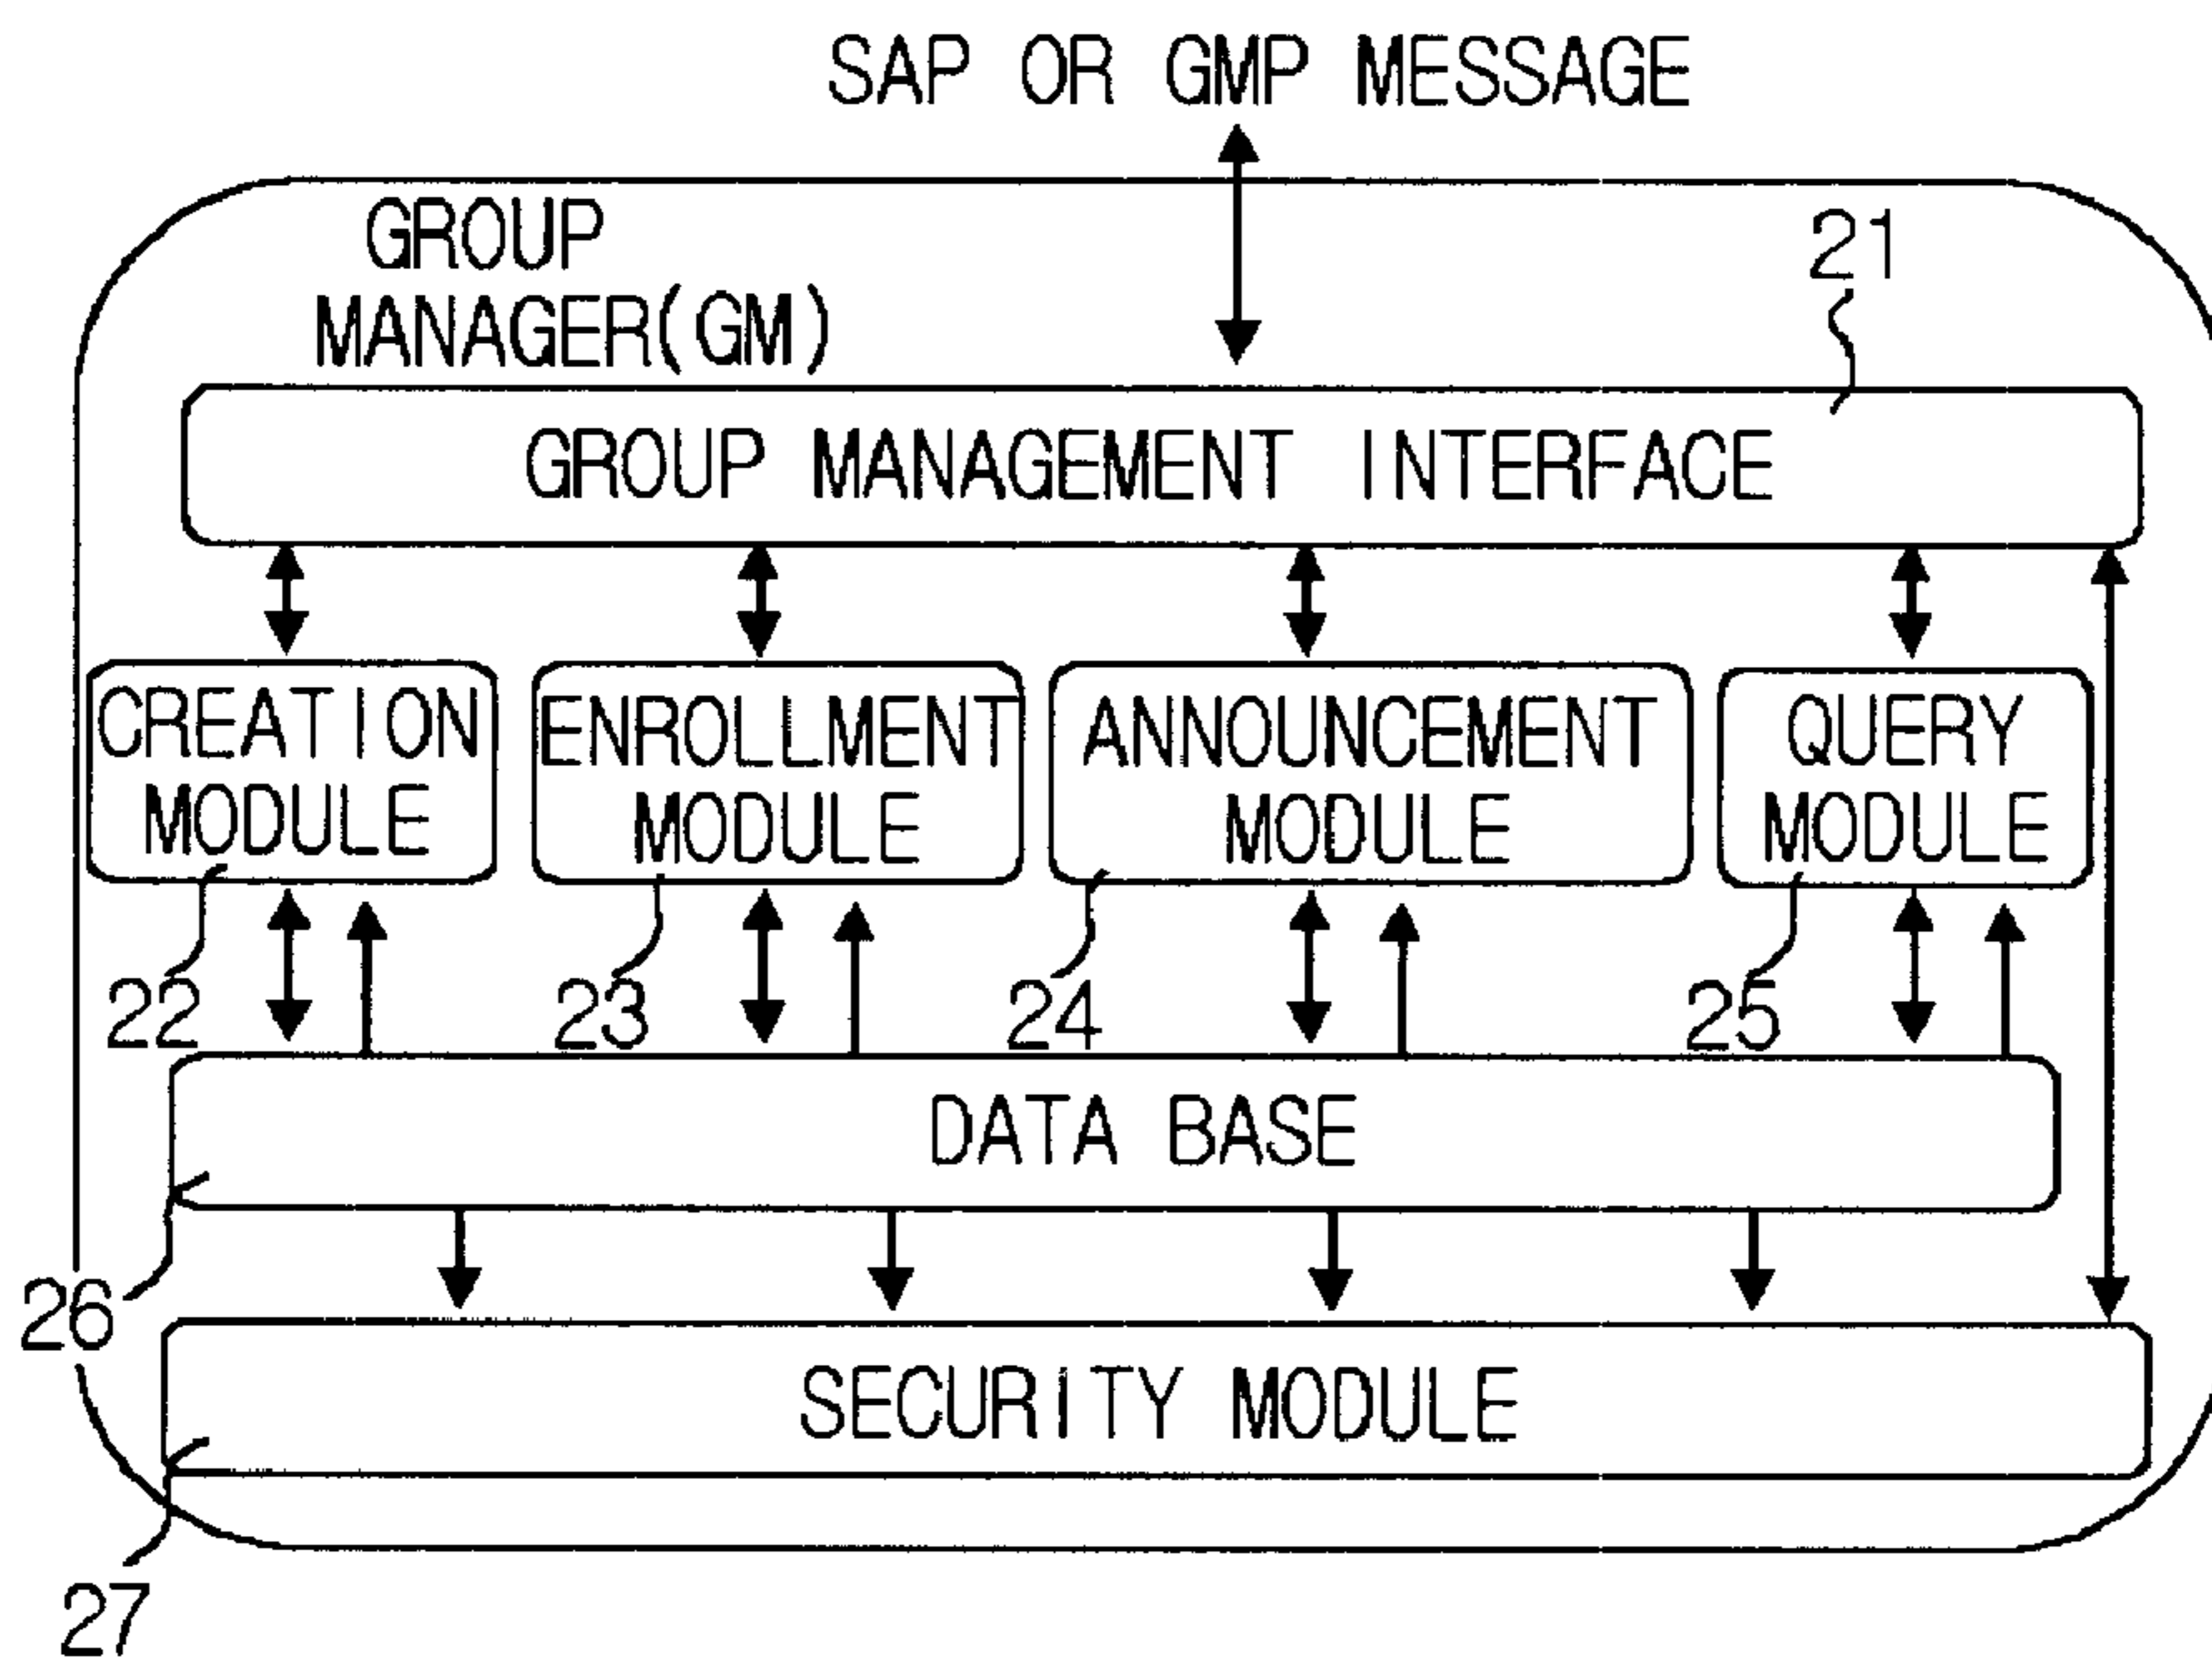 SAP OR GMP MESSAGE
GROUP
MANAGER(GM)
21
GROUP MANAGEMENT INTERFACE
CREATION
MODULE
ENROLLMENT
MODULE
ANNOUNCEMENT
MODULE
QUERY
MODULE
22
23
24
25
DATA BASE
26
SECURITY MODULE
27